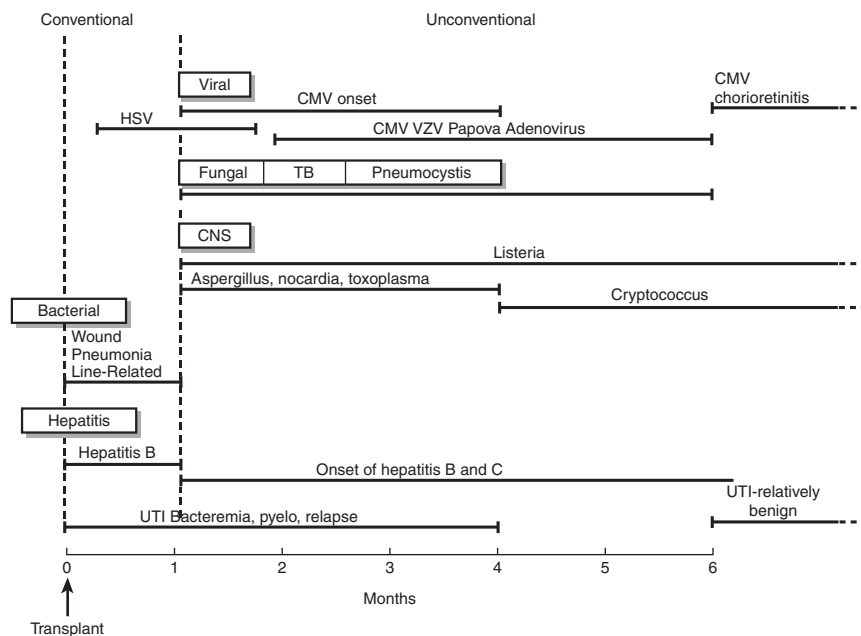 Conventional
Unconventional
Viral
CMV onset
CMV
chorioretinitis
HSV
CMV VZV Papova Adenovirus
Fungal TB Pneumocystis
CNS
Listeria
Aspergillus, nocardia, toxoplasma
Cryptococcus
Bacterial
Wound
Pneumonia
Line-Related
Hepatitis
Hepatitis B
Onset of hepatitis B and C
UTI-relatively
benign
UTI Bacteremia, pyelo, relapse
0 1 2 3 4 5 6
Months
Transplant